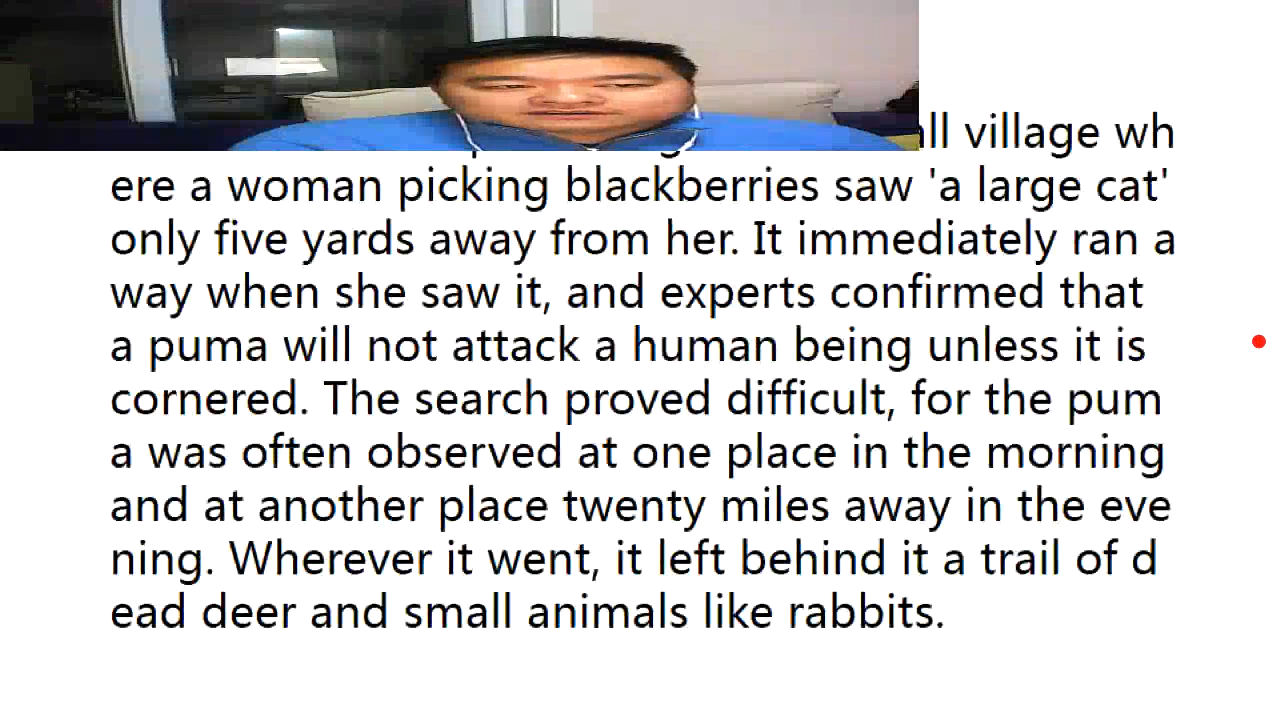 village wh
ere a woman picking blackberries saw 'a large cat'
only five yards away from her. It immediately ran a
way when she saw it, and experts confirmed that
a puma will not attack a human being unless it is
cornered. The search proved difficult, for the pum
a was often observed at one place in the morning
and at another place twenty miles away in the eve
ning. Wherever it went, it left behind it a trail of d
ead deer and small animals like rabbits.